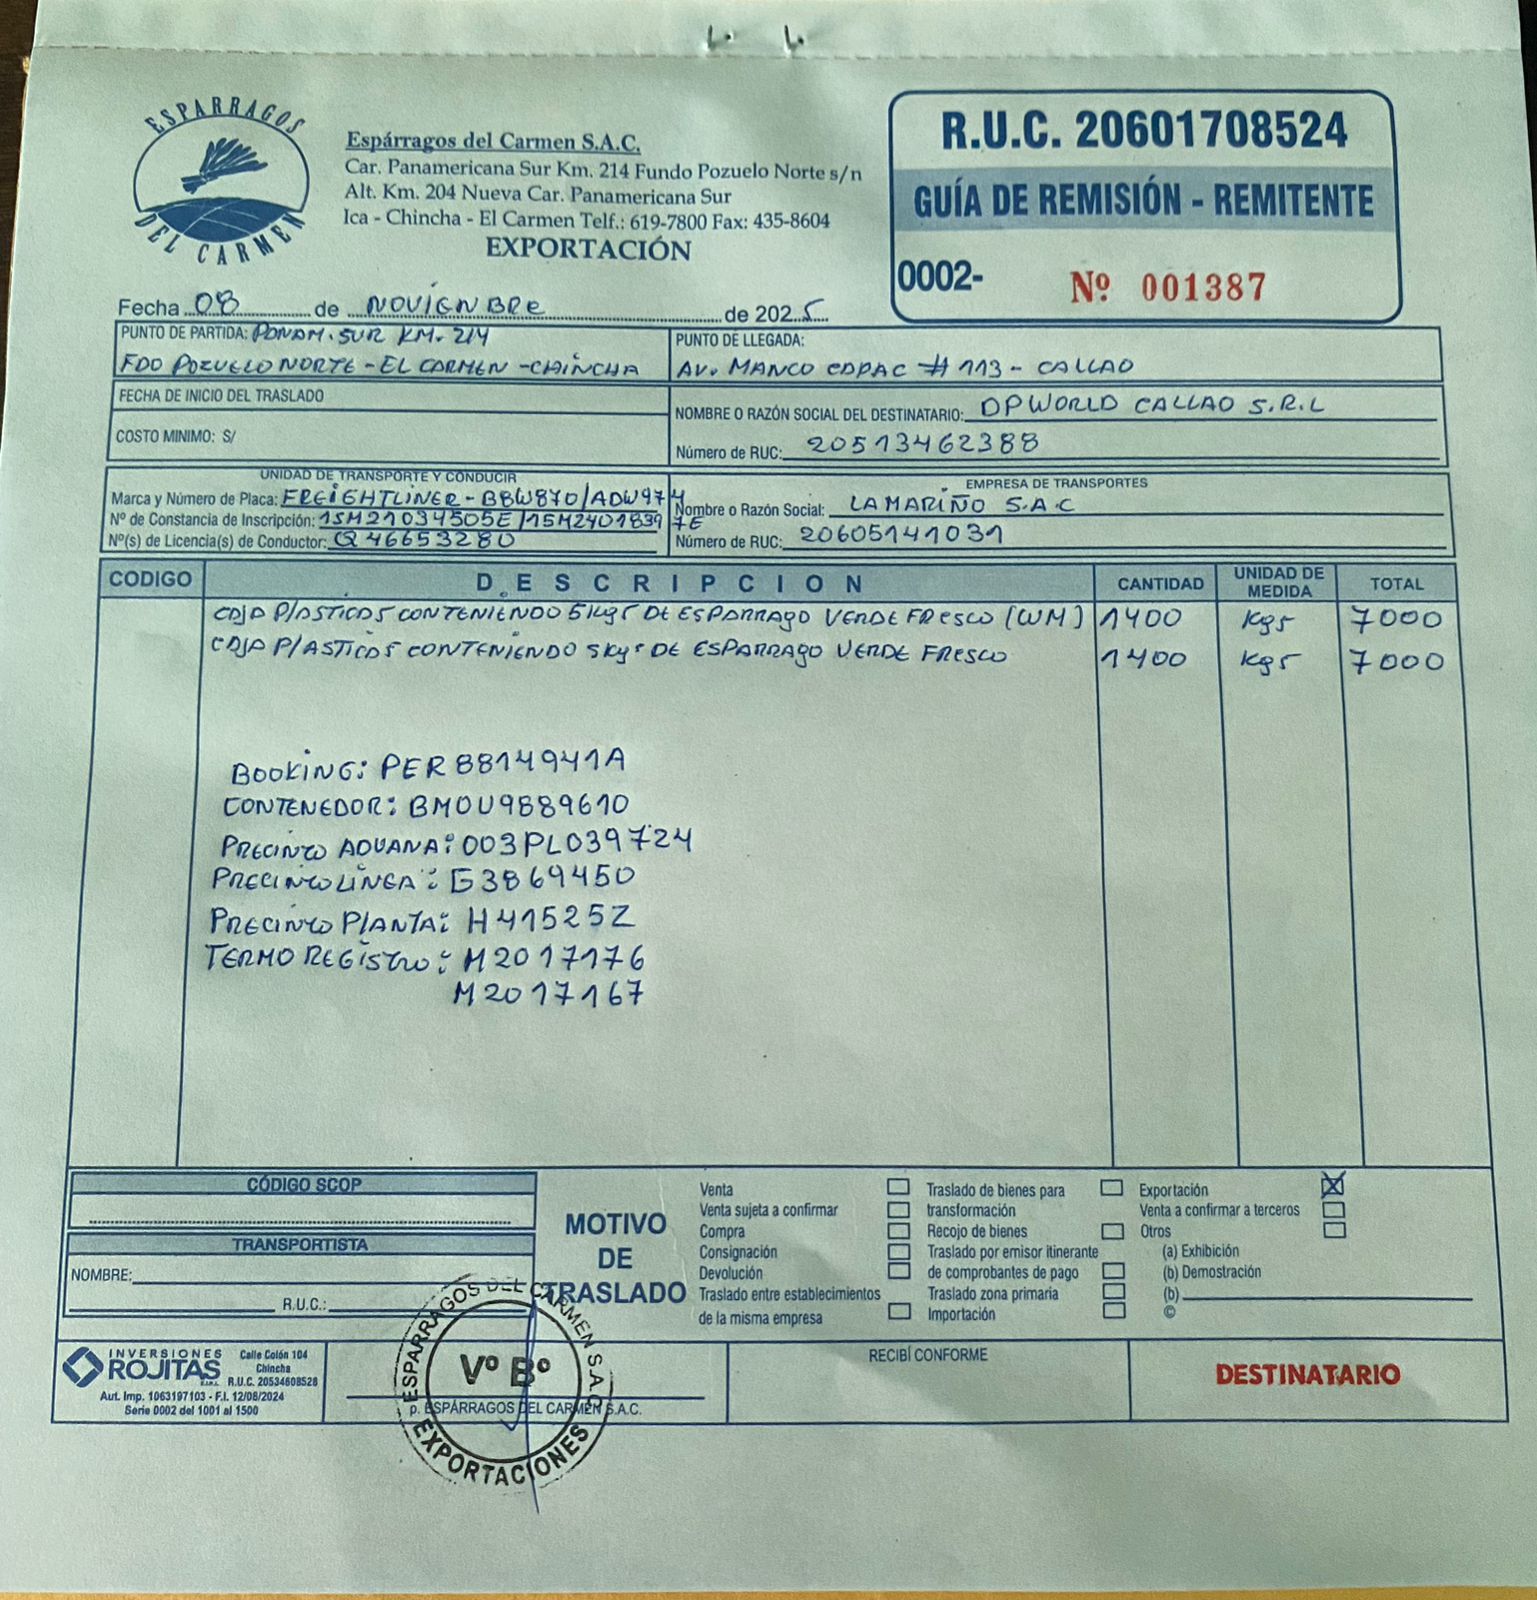 ESPARRAGOS
DEL CARMEN
Espárragos del Carmen S.A.C.
Car. Panamericana Sur Km. 214 Fundo Pozuelo Norte s/n
Alt. Km. 204 Nueva Car. Panamericana Sur
Ica - Chincha - El Carmen Telf.: 619-7800 Fax: 435-8604
EXPORTACIÓN
R.U.C. 20601708524
GUÍA DE REMISIÓN - REMITENTE
0002- Nº 001387
Fecha 08 de NOVIENBRE de 2025
PUNTO DE PARTIDA: PANAM. SUR KM. 214
FDO POZUELO NORTE - EL CARMEN - CHINCHA
PUNTO DE LLEGADA:
AV. MANCO CAPAC # 113 - CALLAO
FECHA DE INICIO DEL TRASLADO
COSTO MINIMO: S/
NOMBRE O RAZÓN SOCIAL DEL DESTINATARIO: DPWORLD CALLAO S.R.L
Número de RUC: 20513462388
UNIDAD DE TRANSPORTE Y CONDUCIR
Marca y Número de Placa: FREIGHTLINER - BBW870/ADW974
Nº de Constancia de Inscripción: 15M21034505E/15M24018397E
Nº(s) de Licencia(s) de Conductor: Q46653280
EMPRESA DE TRANSPORTES
Nombre o Razón Social: LA MARIÑO S.A.C
Número de RUC: 20605141031
CODIGO DESCRIPCION CANTIDAD UNIDAD DE MEDIDA TOTAL
CAJA PLASTICOS CONTENIENDO 5 Kgs DE ESPARRAGO VERDE FRESCO (WM) 1400 Kgs 7000
CAJA PLASTICOS CONTENIENDO 5 Kgs DE ESPARRAGO VERDE FRESCO 1400 Kgs 7000
BOOKING: PER8814941A
CONTENEDOR: BMOU9889610
PRECINTO ADUANA: 003PL039724
PRECINTO LÍNEA: G3869450
PRECINTO PLANTA: H41525Z
TERMO REGISTRO: M2017176
M2017167
CÓDIGO SCOP
TRANSPORTISTA
NOMBRE:
R.U.C.:
MOTIVO
DE
TRASLADO
Venta
Venta sujeta a confirmar
Compra
Consignación
Devolución
Traslado entre establecimientos
de la misma empresa
Traslado de bienes para
transformación
Recojo de bienes
Traslado por emisor itinerante
de comprobantes de pago
Traslado zona primaria
Importación
Exportación X
Venta a confirmar a terceros
Otros
(a) Exhibición
(b) Demostración
(b)
©
INVERSIONES
ROJITAS
S.R.L.
Calle Colón 104
Chincha
R.U.C. 20534608528
Aut. Imp. 1063197103 - F.I. 12/08/2024
Serie 0002 del 1001 al 1500
p. ESPÁRRAGOS DEL CARMEN S.A.C.
ESPARRAGOS DEL CARMEN S.A.C.
Vº Bº
EXPORTACIONES
RECIBÍ CONFORME
DESTINATARIO